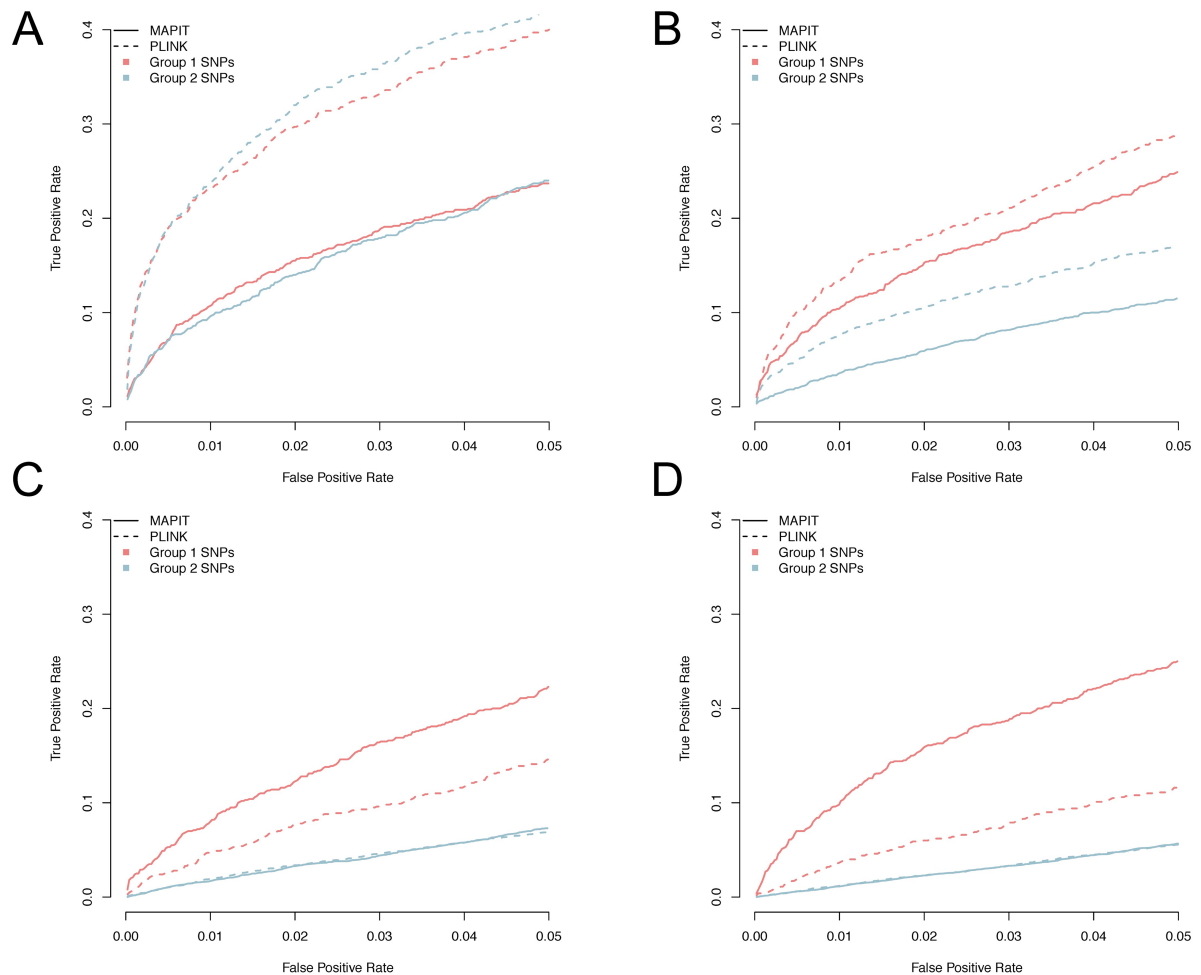 A
MAPIT
PLINK
Group 1 SNPs
Group 2 SNPs
True Positive Rate
0.4
0.3
0.2
0.1
0.0
0.00 0.01 0.02 0.03 0.04 0.05
False Positive Rate
B
MAPIT
PLINK
Group 1 SNPs
Group 2 SNPs
True Positive Rate
0.4
0.3
0.2
0.1
0.0
0.00 0.01 0.02 0.03 0.04 0.05
False Positive Rate
C
MAPIT
PLINK
Group 1 SNPs
Group 2 SNPs
True Positive Rate
0.4
0.3
0.2
0.1
0.0
0.00 0.01 0.02 0.03 0.04 0.05
False Positive Rate
D
MAPIT
PLINK
Group 1 SNPs
Group 2 SNPs
True Positive Rate
0.4
0.3
0.2
0.1
0.0
0.00 0.01 0.02 0.03 0.04 0.05
False Positive Rate